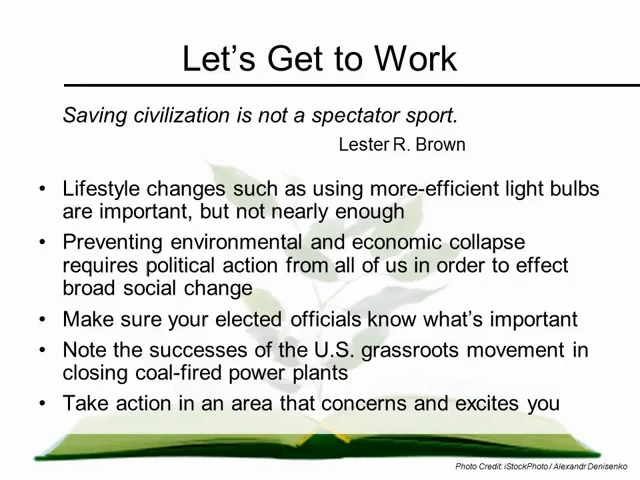 Let’s Get to Work
Saving civilization is not a spectator sport.
Lester R. Brown
• Lifestyle changes such as using more-efficient light bulbs
are important, but not nearly enough
• Preventing environmental and economic collapse
requires political action from all of us in order to effect
broad social change
• Make sure your elected officials know what’s important
• Note the successes of the U.S. grassroots movement in
closing coal-fired power plants
• Take action in an area that concerns and excites you
Photo Credit: iStockPhoto / Alexandr Denisenko